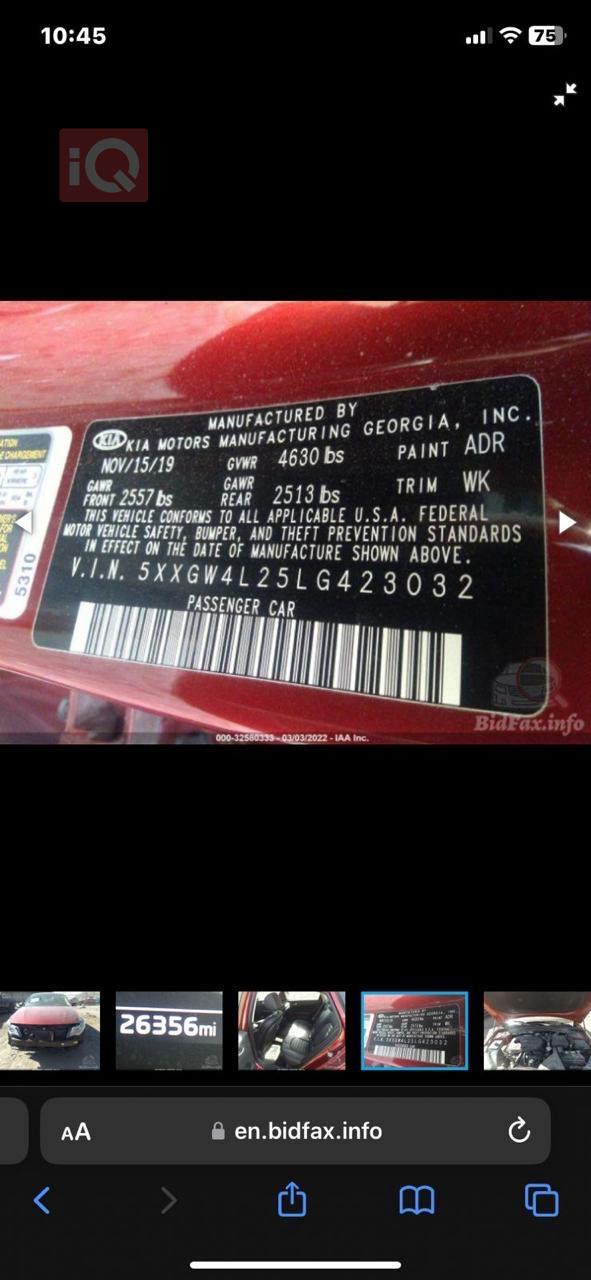 10:45
75
iQ
MANUFACTURED BY
KIA KIA MOTORS MANUFACTURING GEORGIA, INC.
NOV/15/19 GVWR 4630 lbs PAINT ADR
GAWR FRONT 2557 lbs GAWR REAR 2513 lbs TRIM WK
THIS VEHICLE CONFORMS TO ALL APPLICABLE U.S.A. FEDERAL
MOTOR VEHICLE SAFETY, BUMPER, AND THEFT PREVENTION STANDARDS
IN EFFECT ON THE DATE OF MANUFACTURE SHOWN ABOVE.
V.I.N. 5XXGW4L25LG423032
PASSENGER CAR
5310
BidFax.info
000-32580333 - 03/03/2022 - IAA Inc.
26356mi
AA en.bidfax.info